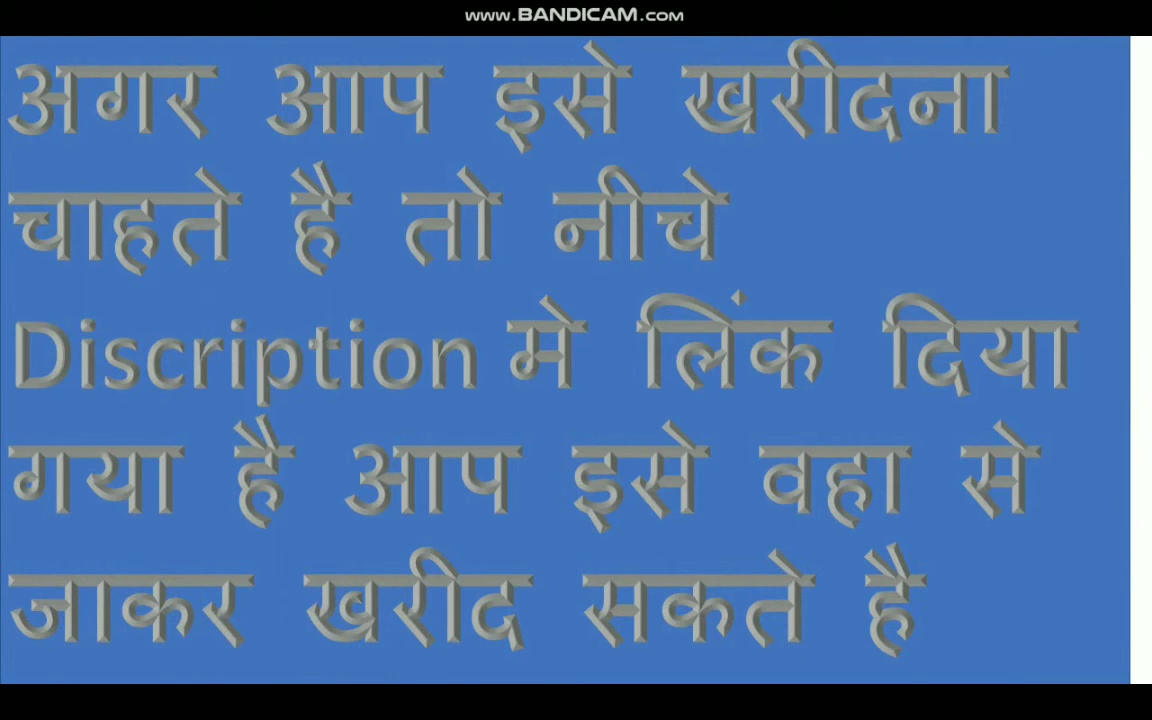 www.BANDICAM.com
अगर आप इसे खरीदना
चाहते है तो नीचे
Discription मे लिंक दिया
गया है आप इसे वहा से
जाकर खरीद सकते है